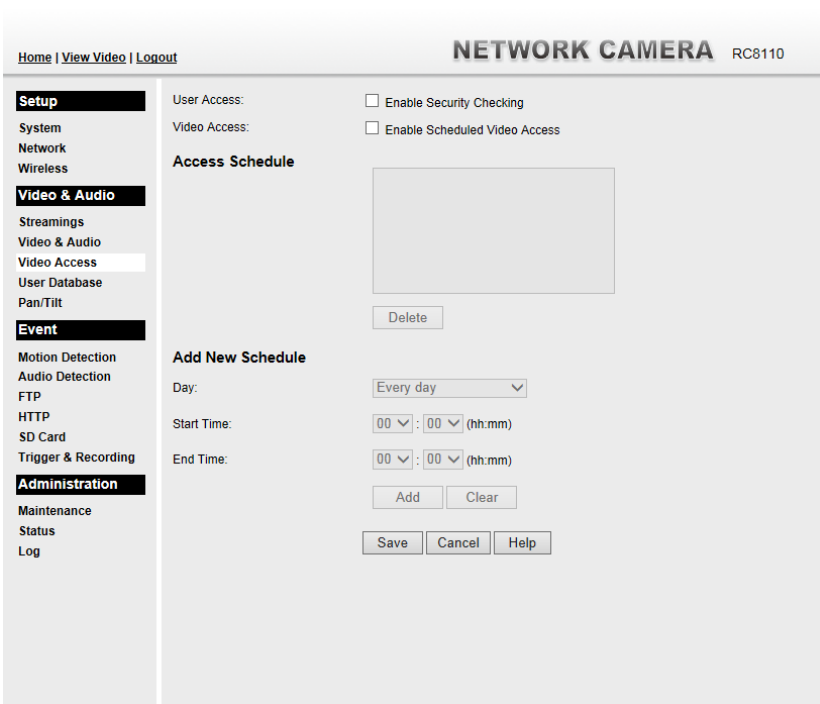 Home | View Video | Logout
NETWORK CAMERA RC8110
Setup
System
Network
Wireless
Video & Audio
Streamings
Video & Audio
Video Access
User Database
Pan/Tilt
Event
Motion Detection
Audio Detection
FTP
HTTP
SD Card
Trigger & Recording
Administration
Maintenance
Status
Log
User Access: Enable Security Checking
Video Access: Enable Scheduled Video Access
Access Schedule
Delete
Add New Schedule
Day: Every day
Start Time: 00 : 00 (hh:mm)
End Time: 00 : 00 (hh:mm)
Add Clear
Save Cancel Help